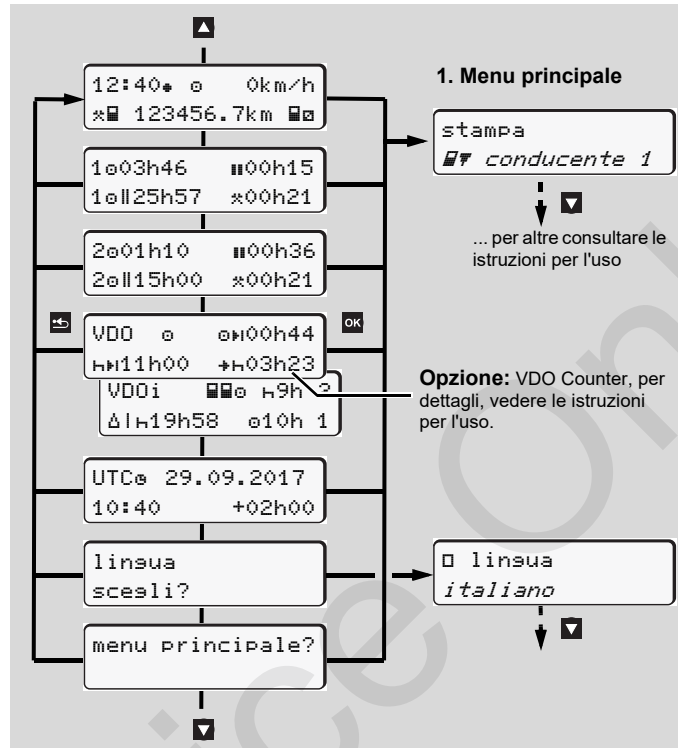 12:40 ⊙ 0km/h
123456.7km
1. Menu principale
stampa
conducente 1
1⊙03h46 00h15
1⊙||25h57 00h21
... per altre consultare le
istruzioni per l'uso
2⊙01h10 00h36
2⊙||15h00 00h21
OK
VDO ⊙ ⊙00h44
11h00 03h23
VDOi ⊙ 9h ?
19h58 ⊙10h 1
Opzione: VDO Counter, per
dettagli, vedere le istruzioni
per l'uso.
UTC 29.09.2017
10:40 +02h00
lingua
scegli?
lingua
italiano
menu principale?